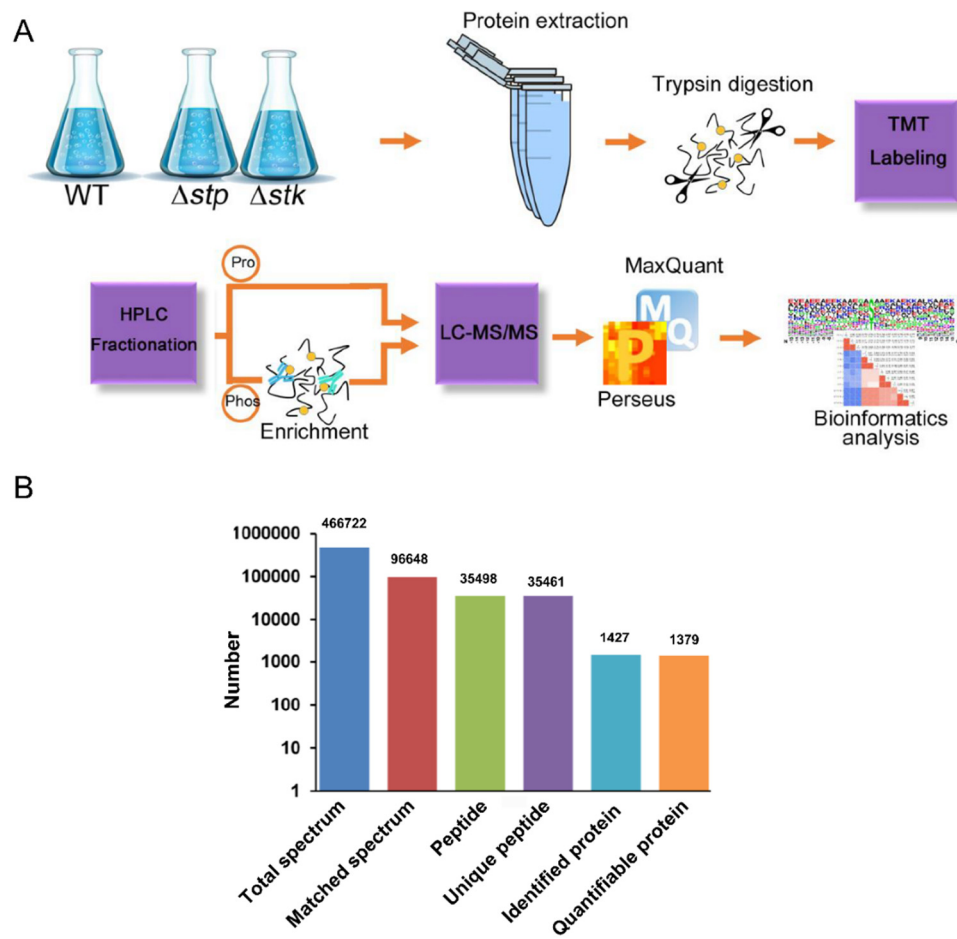 A
Protein extraction
Trypsin digestion
TMT
Labeling
WT
Δstp
Δstk
Pro
HPLC
Fractionation
Phos
Enrichment
LC-MS/MS
MaxQuant
MQ
P
Perseus
Bioinformatics
analysis
B
Number
1000000
100000
10000
1000
100
10
1
466722
96648
35498
35461
1427
1379
Total spectrum
Matched spectrum
Peptide
Unique peptide
Identified protein
Quantifiable protein